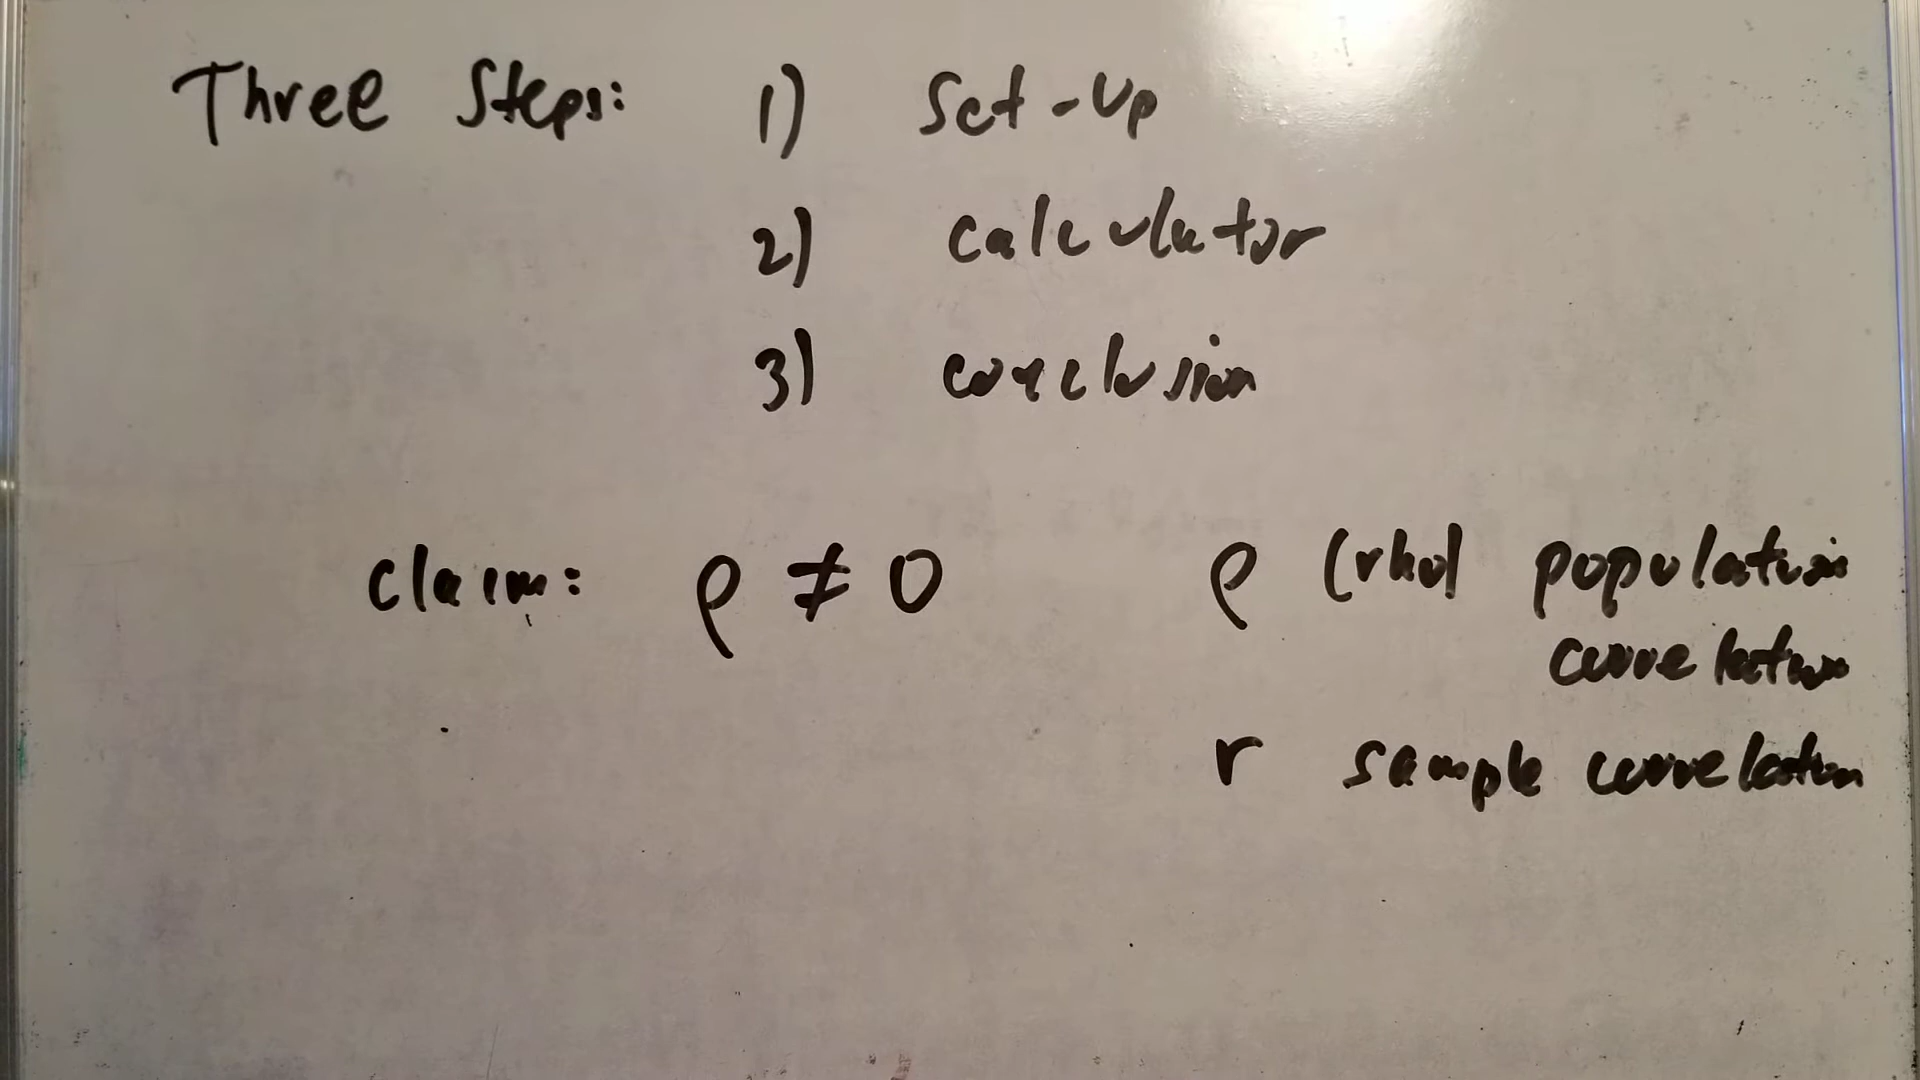 Three Steps: 1) Set-Up
2) calculator
3) conclusion
claim: ρ ≠ 0 ρ (rho) population
correlation
r sample correlation